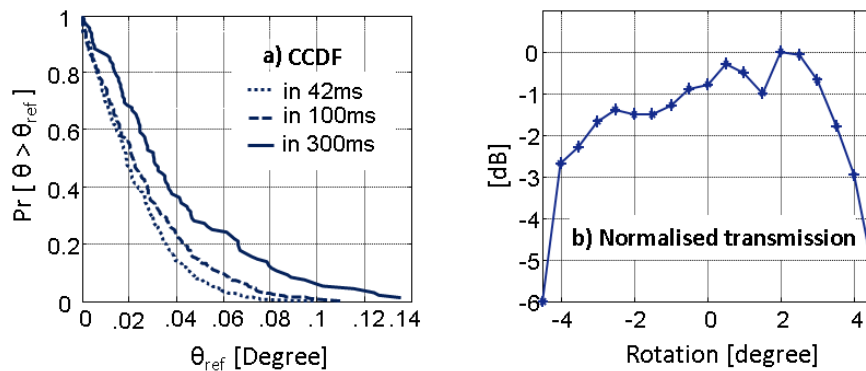 1
0.8
0.6
0.4
0.2
0
Pr [ θ > θref ]
a) CCDF
in 42ms
in 100ms
in 300ms
0 .02 .04 .06 .08 .1 .12 .14
θref [Degree]
0
-1
-2
-3
-4
-5
-6
[dB]
b) Normalised transmission
-4 -2 0 2 4
Rotation [degree]